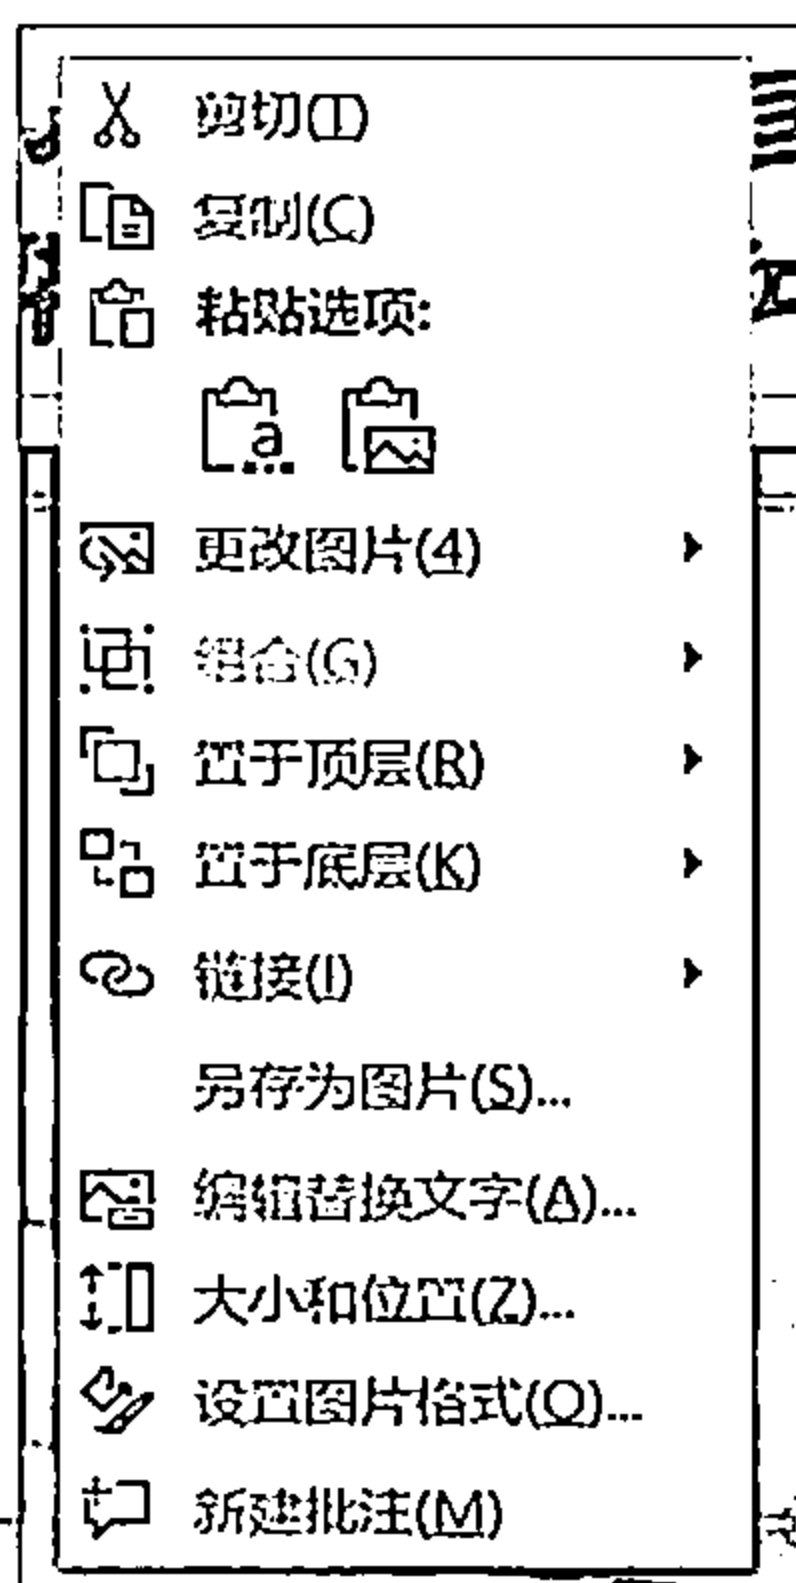 剪切(T)
复制(C)
粘贴选项:
更改图片(4)
组合(G)
置于顶层(R)
置于底层(K)
链接(I)
另存为图片(S)...
编辑替换文字(A)...
大小和位置(Z)...
设置图片格式(O)...
新建批注(M)